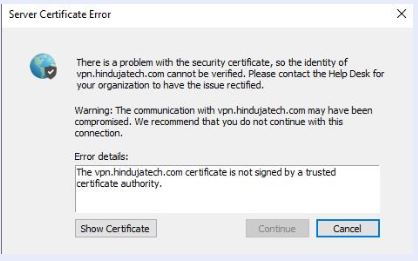 Server Certificate Error
There is a problem with the security certificate, so the identity of
vpn.hindujatech.com cannot be verified. Please contact the Help Desk for
your organization to have the issue rectified.
Warning: The communication with vpn.hindujatech.com may have been
compromised. We recommend that you do not continue with this
connection.
Error details:
The vpn.hindujatech.com certificate is not signed by a trusted
certificate authority.
Show Certificate
Continue
Cancel